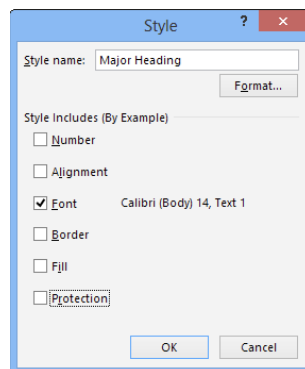 Style
Style name: Major Heading
Format...
Style Includes (By Example)
Number
Alignment
Font Calibri (Body) 14, Text 1
Border
Fill
Protection
OK Cancel